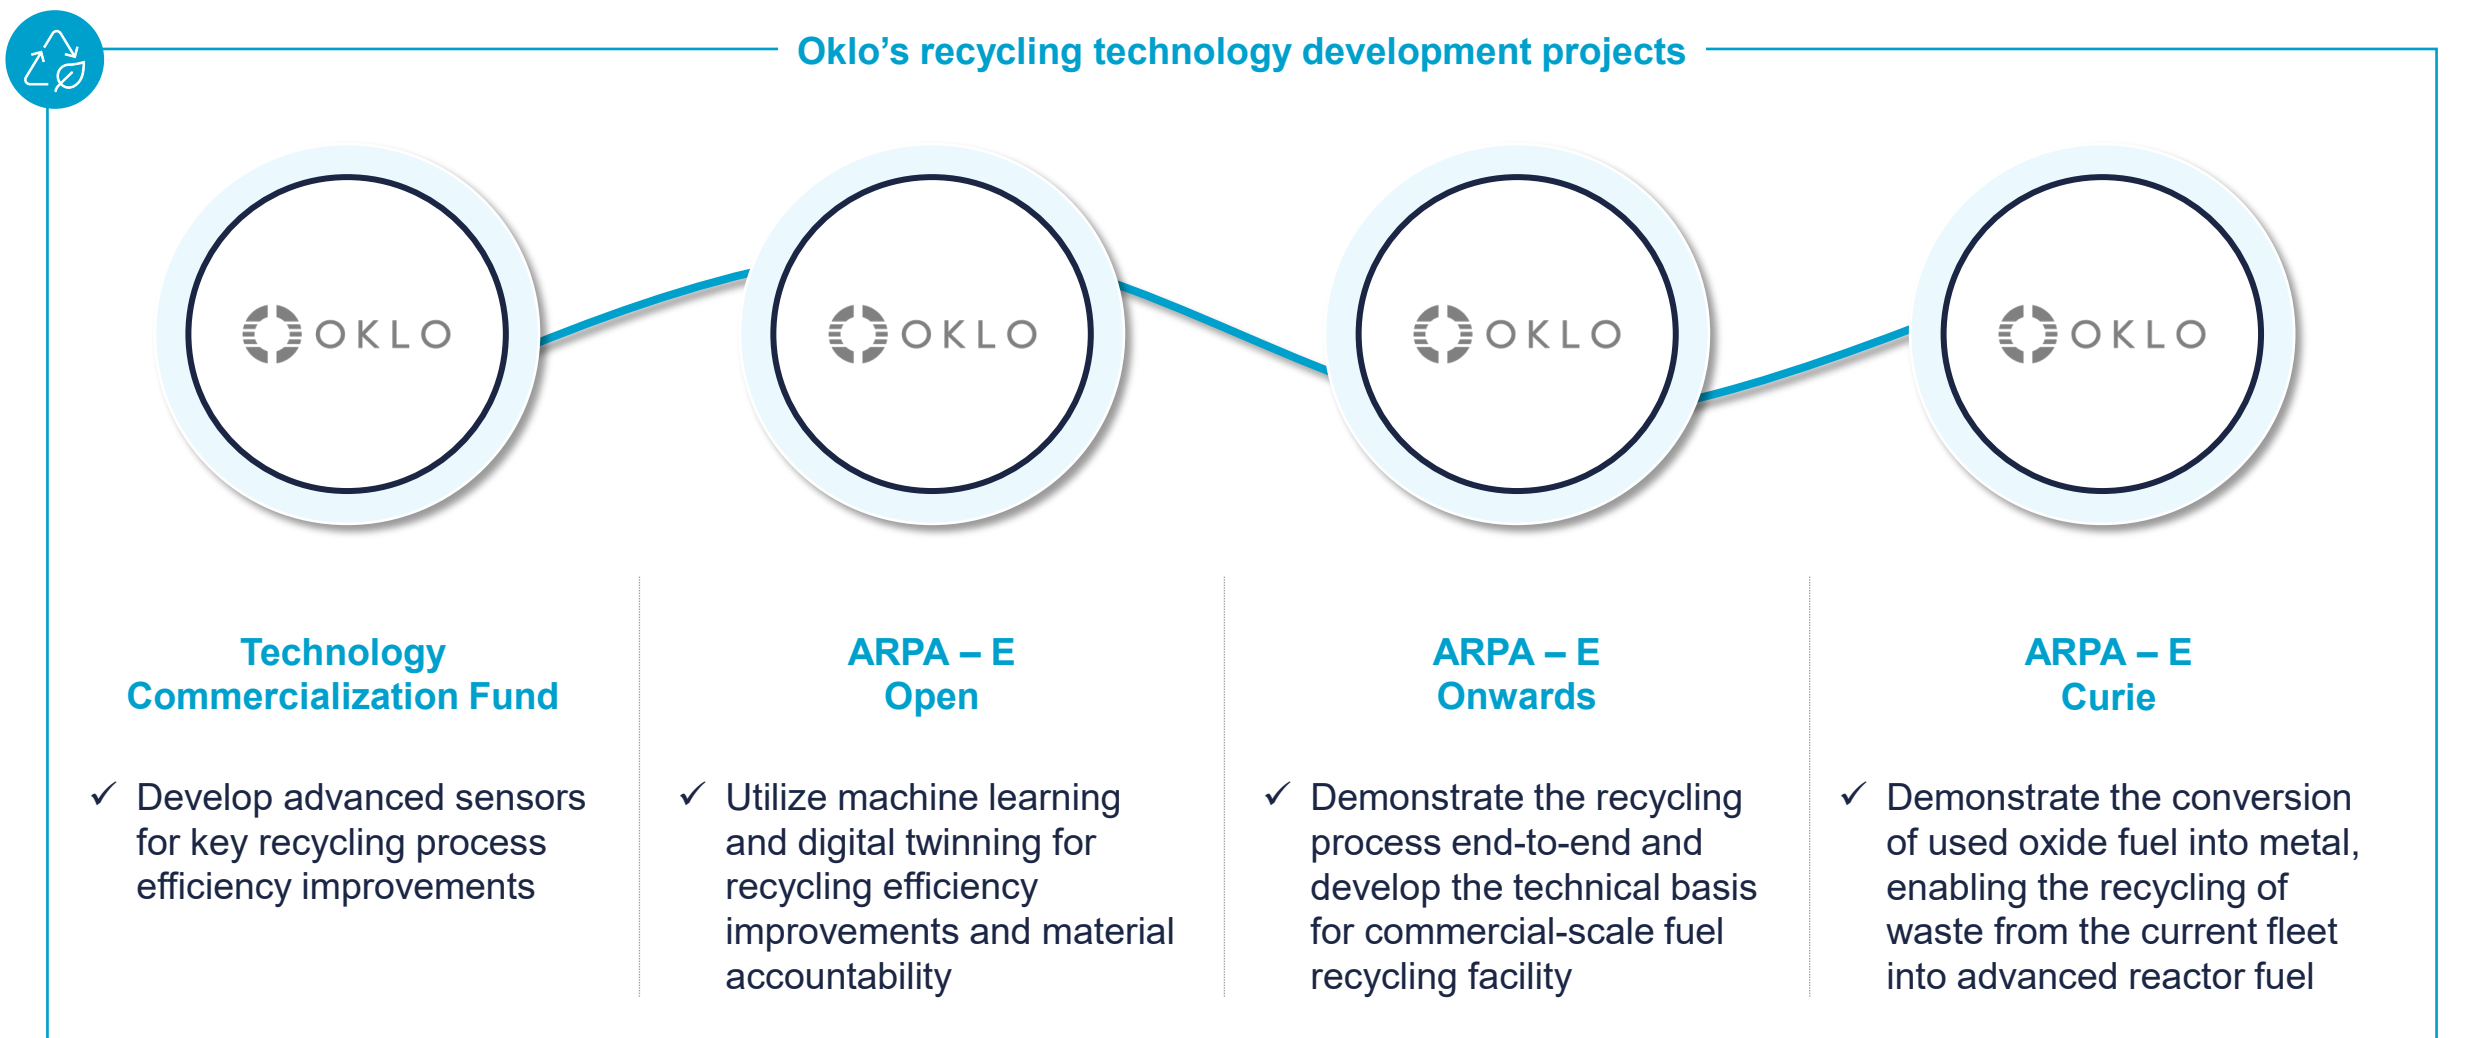 Oklo’s recycling technology development projects
OKLO
OKLO
OKLO
OKLO
Technology
Commercialization Fund
✓ Develop advanced sensors
for key recycling process
efficiency improvements
ARPA – E
Open
✓ Utilize machine learning
and digital twinning for
recycling efficiency
improvements and material
accountability
ARPA – E
Onwards
✓ Demonstrate the recycling
process end-to-end and
develop the technical basis
for commercial-scale fuel
recycling facility
ARPA – E
Curie
✓ Demonstrate the conversion
of used oxide fuel into metal,
enabling the recycling of
waste from the current fleet
into advanced reactor fuel